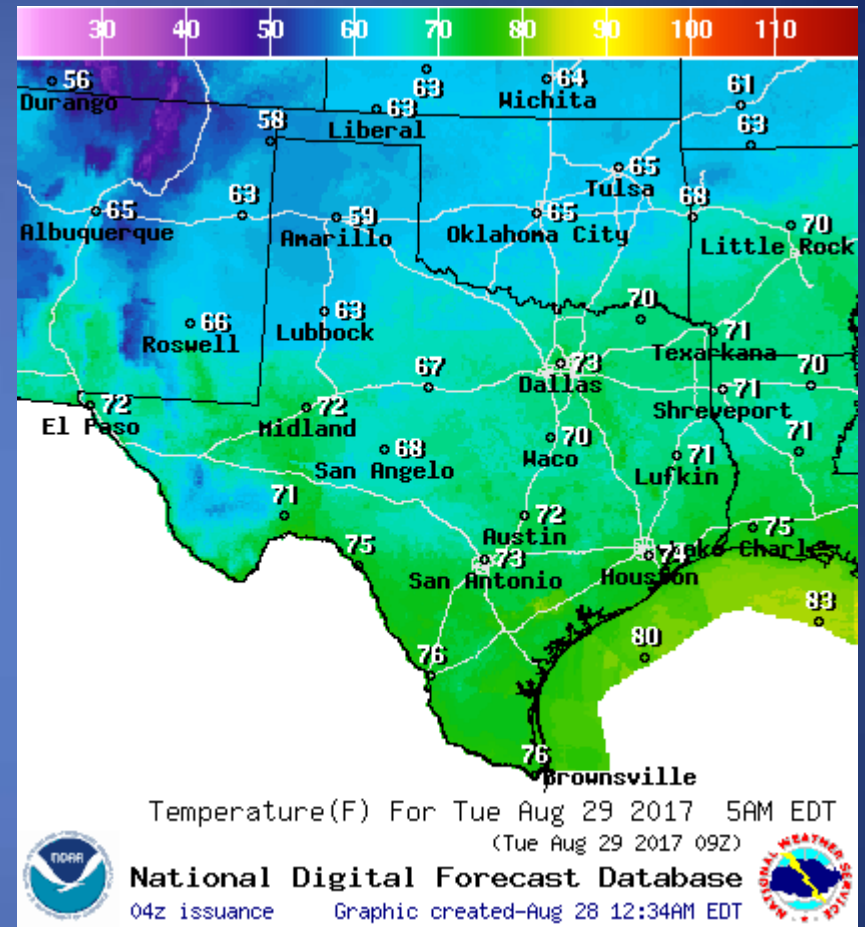 30 40 50 60 70 80 90 100 110
56
Durango
63
64
Wichita
61
63
Liberal
58
63
65
Tulsa
65
Albuquerque
63
59
Amarillo
65
Oklahoma City
68
70
Little Rock
66
Roswell
63
Lubbock
70
71
Texarkana
67
73
Dallas
70
71
Shreveport
72
El Paso
72
Midland
68
San Angelo
70
Waco
71
Lufkin
71
71
72
Austin
75
Lake Charles
75
73
San Antonio
74
Houston
83
80
76
76
Brownsville
Temperature(F) For Tue Aug 29 2017 5AM EDT
(Tue Aug 29 2017 09Z)
NOAA
National Digital Forecast Database
04z issuance Graphic created-Aug 28 12:34AM EDT
NATIONAL WEATHER SERVICE